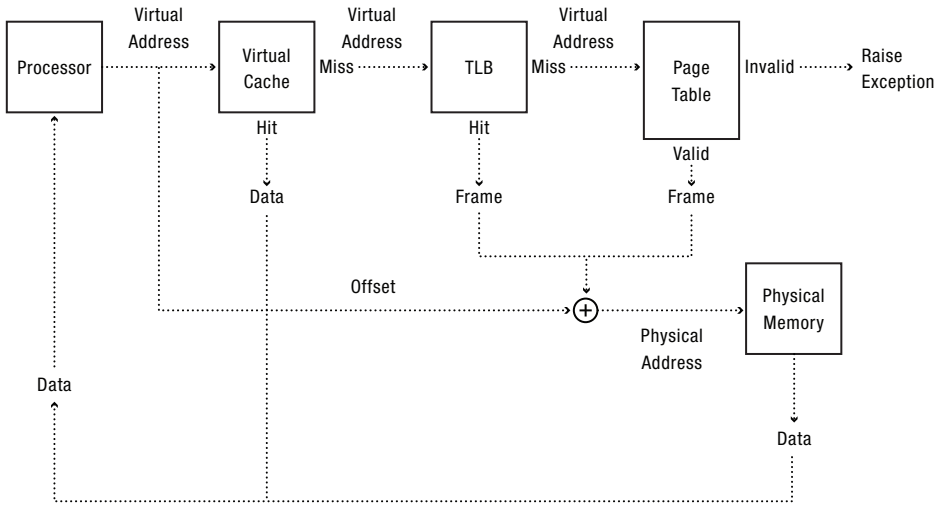 Virtual
Address
Virtual
Address
Virtual
Address
Processor
Virtual
Cache
Miss
TLB
Miss
Page
Table
Invalid
Raise
Exception
Hit
Hit
Valid
Data
Frame
Frame
Offset
Physical
Memory
Physical
Address
Data
Data